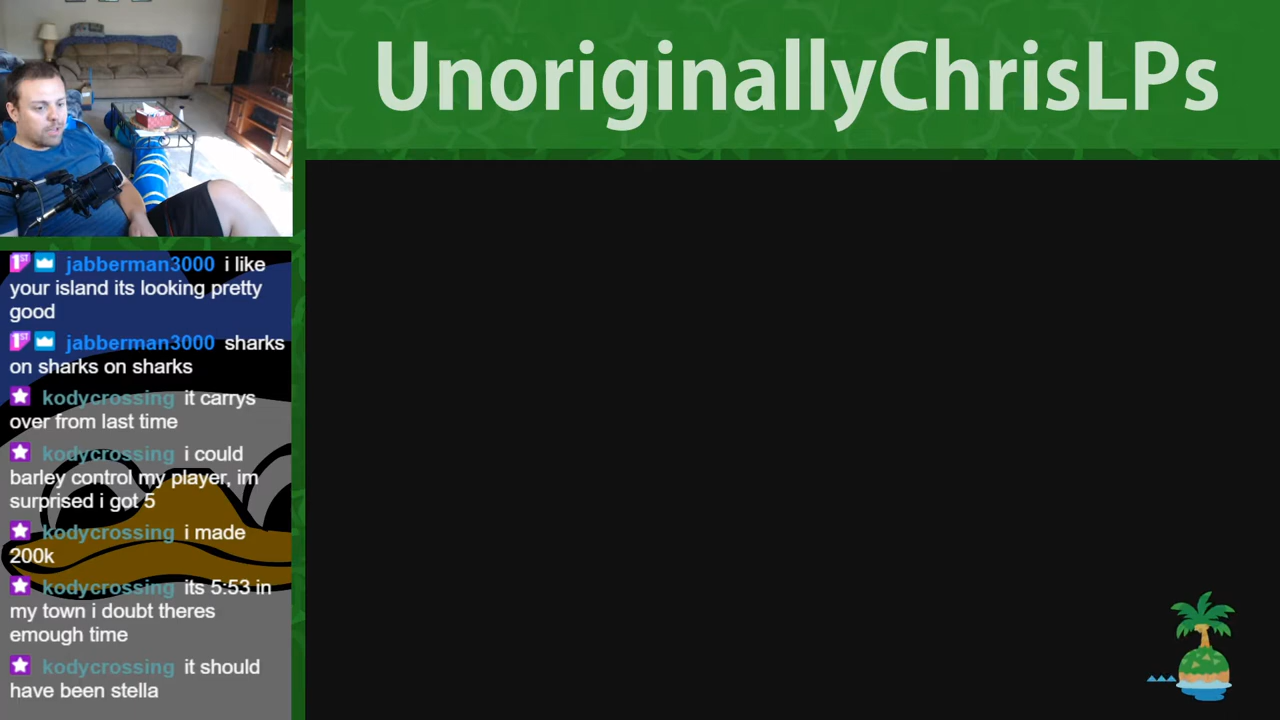 UnoriginallyChrisLPs
jabberman3000 i like
your island its looking pretty
good
jabberman3000 sharks
on sharks on sharks
kodycrossing it carrys
over from last time
kodycrossing i could
barley control my player, im
surprised i got 5
kodycrossing i made
200k
kodycrossing its 5:53 in
my town i doubt theres
emough time
kodycrossing it should
have been stella